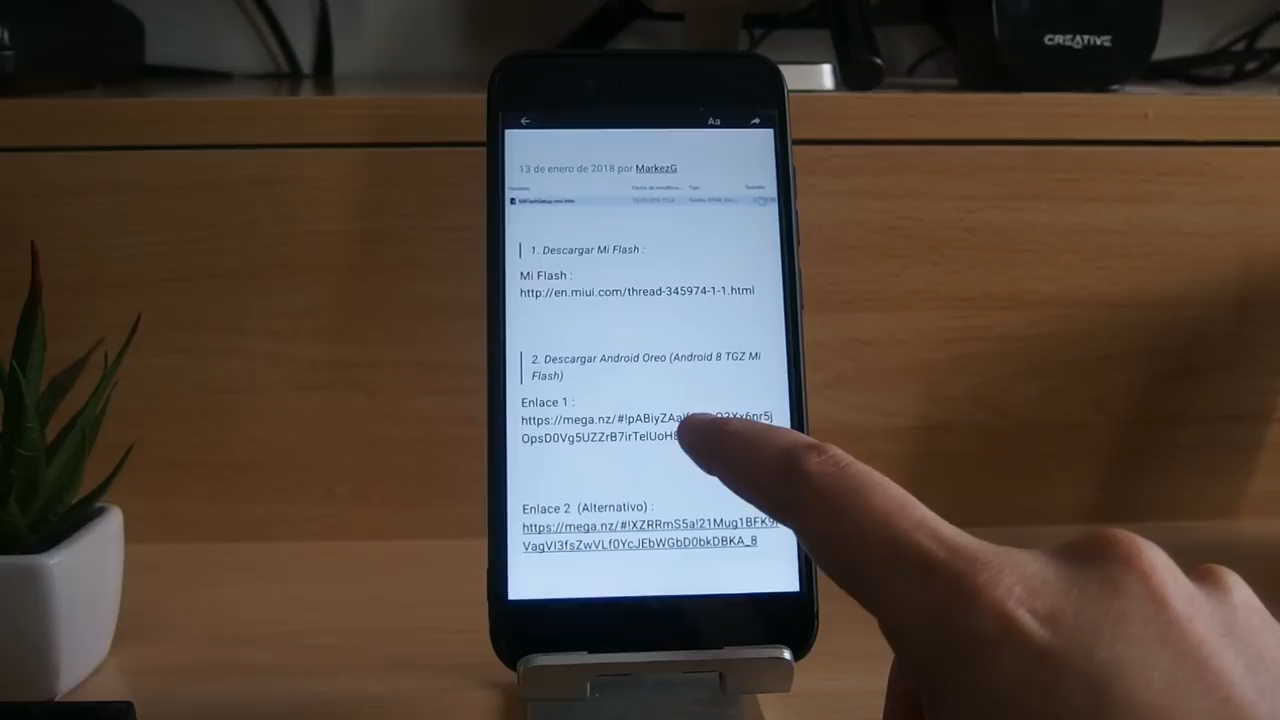 CREATIVE
Aa
13 de enero de 2018 por MarkezG
1. Descargar Mi Flash :
Mi Flash :
http://en.miui.com/thread-345974-1-1.html
2. Descargar Android Oreo (Android 8 TGZ Mi
Flash)
Enlace 1 :
https://mega.nz/#!pABiyZAa
OpsD0Vg5UZZrB7irTelUoH
Enlace 2 (Alternativo) :
https://mega.nz/#!XZRRmS5a!21Mug1BFK9
VagVl3fsZwVLf0YcJEbWGbD0bkDBKA_8